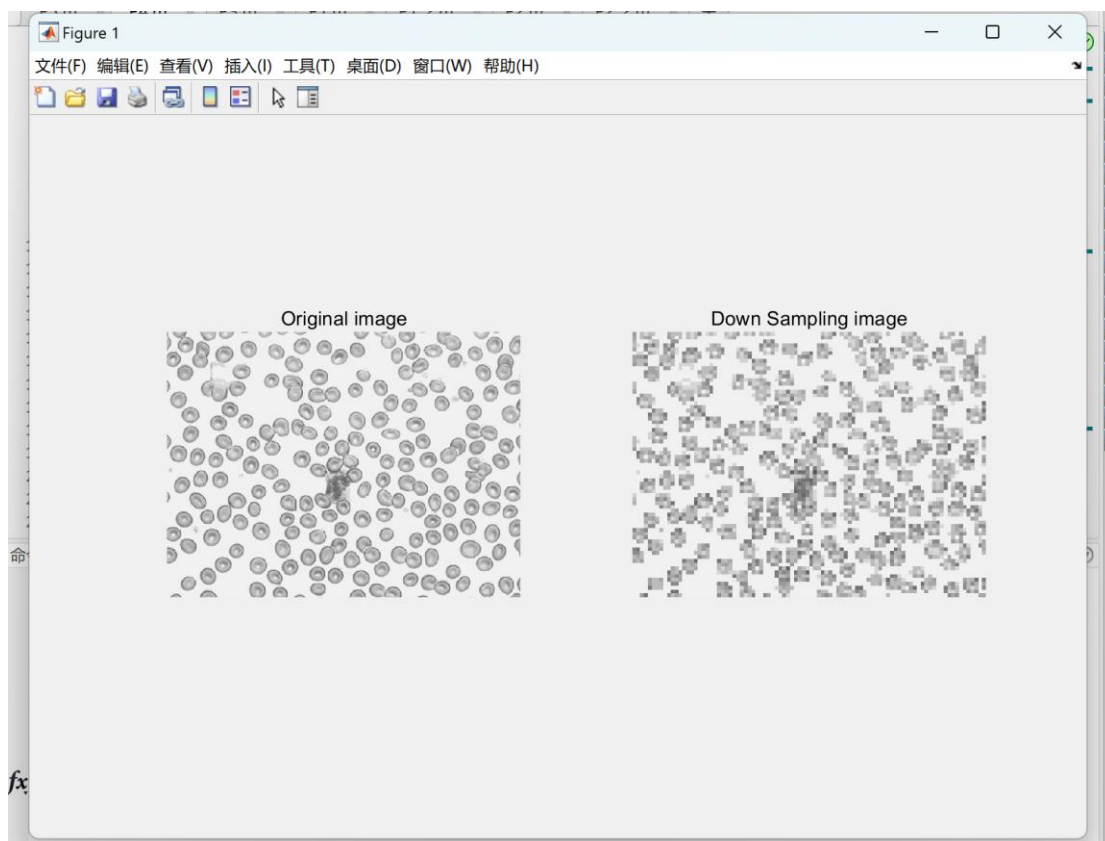 Figure 1
文件(F) 编辑(E) 查看(V) 插入(I) 工具(T) 桌面(D) 窗口(W) 帮助(H)
Original image
Down Sampling image
命
fx